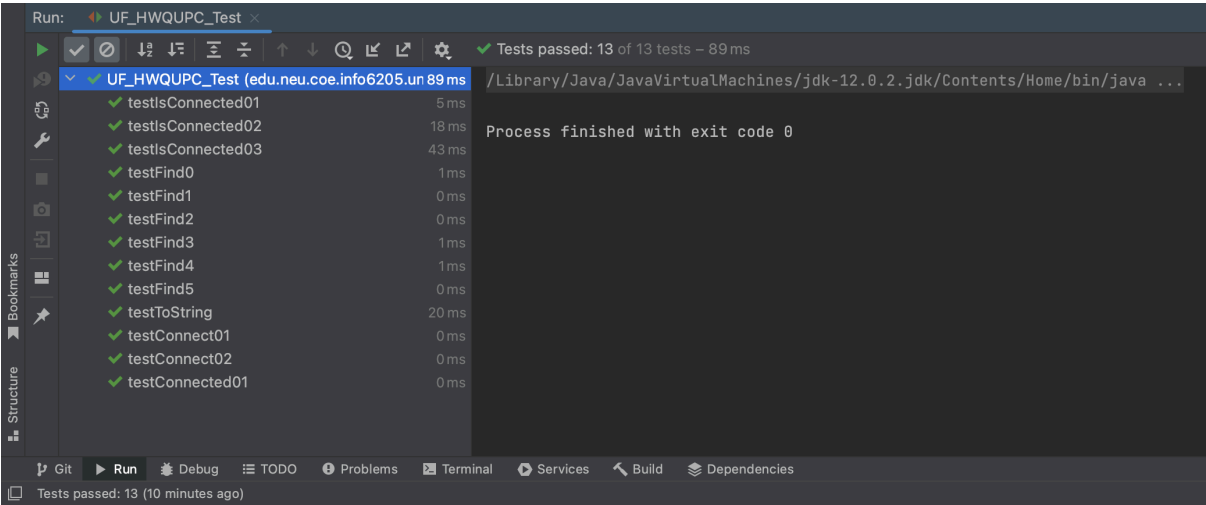 Run: UF_HWQUPC_Test ×
Tests passed: 13 of 13 tests – 89 ms
UF_HWQUPC_Test (edu.neu.coe.info6205.un 89 ms
testIsConnected01 5 ms
testIsConnected02 18 ms
testIsConnected03 43 ms
testFind0 1 ms
testFind1 0 ms
testFind2 0 ms
testFind3 1 ms
testFind4 1 ms
testFind5 0 ms
testToString 20 ms
testConnect01 0 ms
testConnect02 0 ms
testConnected01 0 ms
/Library/Java/JavaVirtualMachines/jdk-12.0.2.jdk/Contents/Home/bin/java ...
Process finished with exit code 0
Bookmarks
Structure
Git Run Debug TODO Problems Terminal Services Build Dependencies
Tests passed: 13 (10 minutes ago)